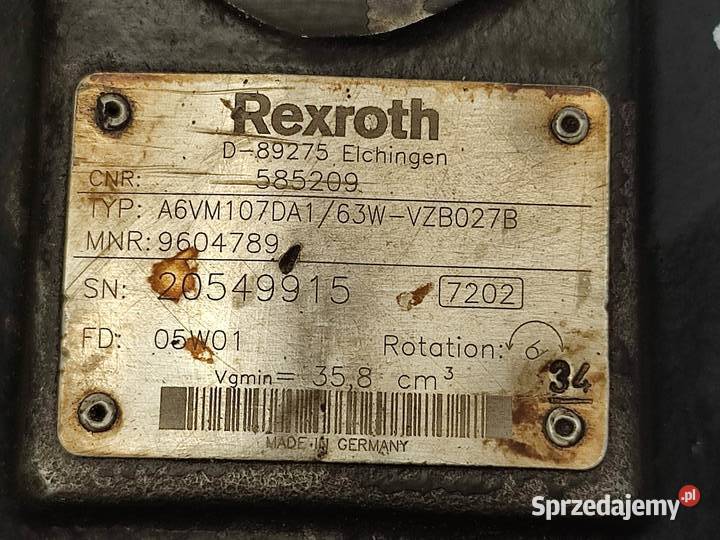 Rexroth
D-89275 Elchingen
CNR: 585209
TYP: A6VM107DA1/63W-VZB027B
MNR: 9604789
SN: 20549915 7202
FD: 05W01 Rotation:
34
Vgmin= 35,8 cm³
MADE IN GERMANY
Sprzedajemy.pl